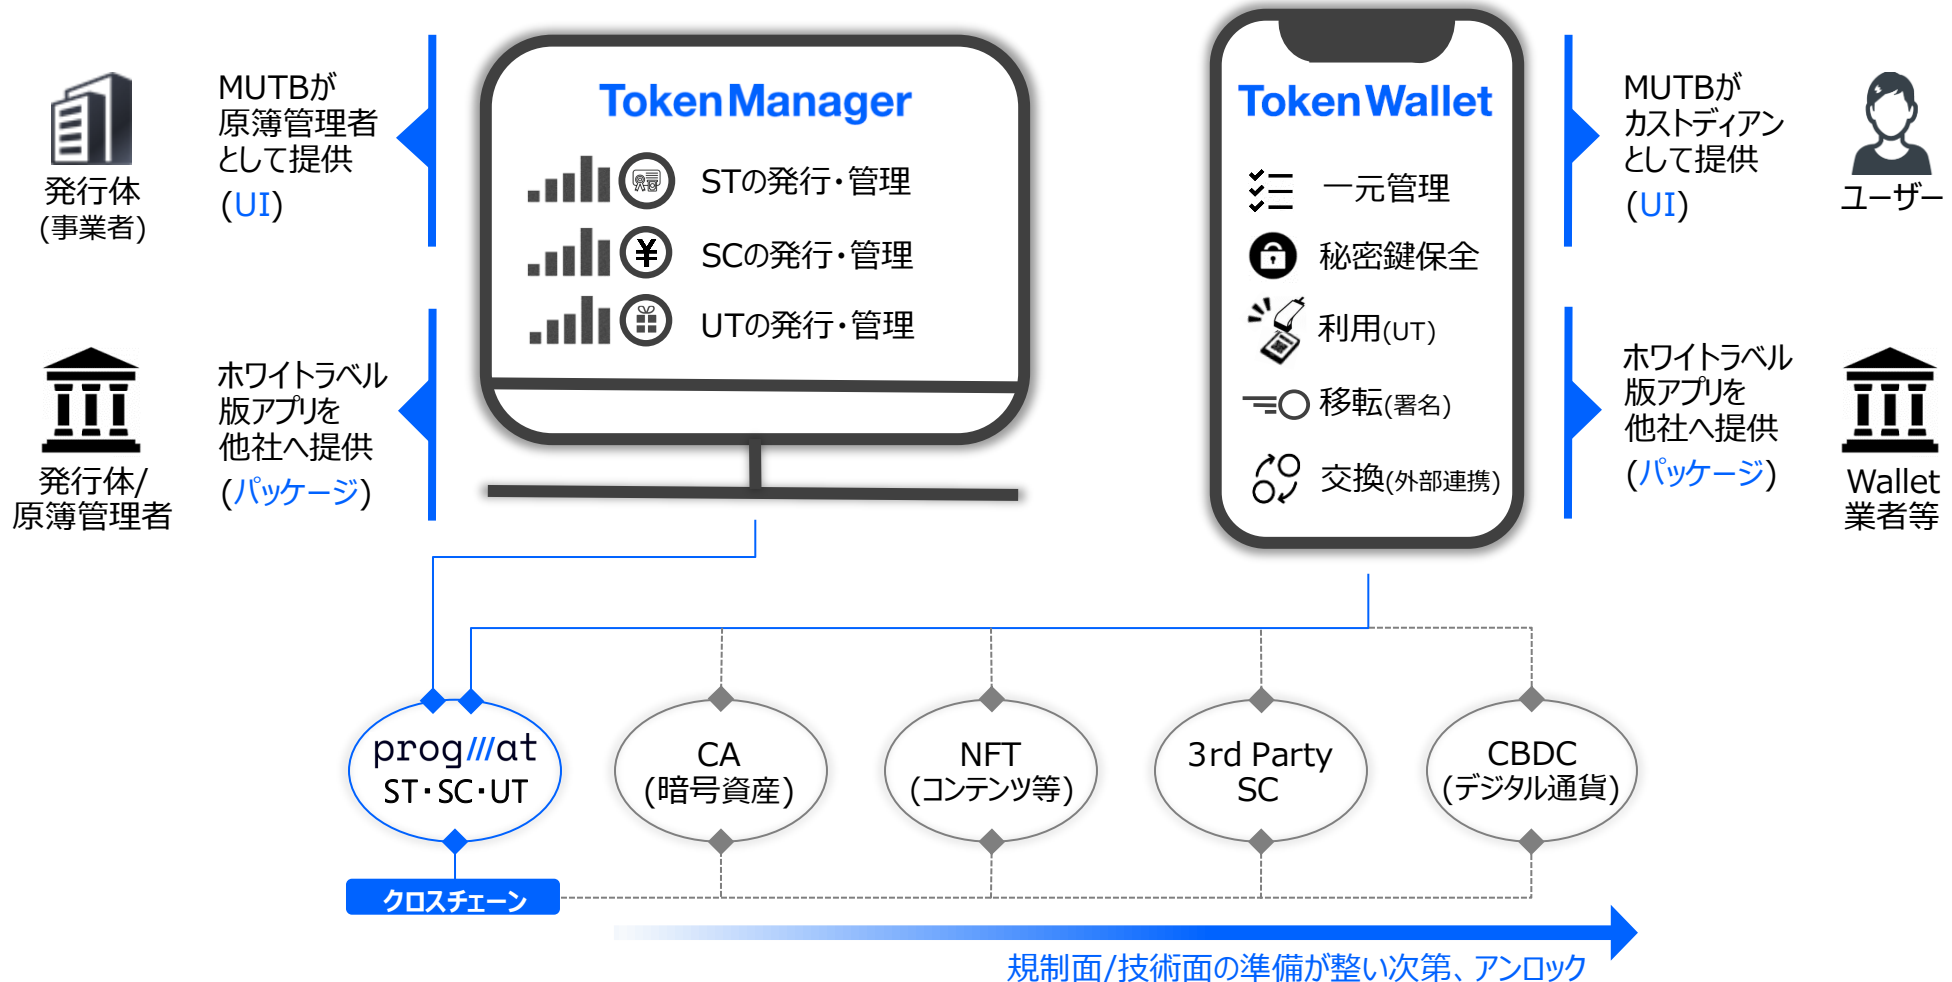 発行体
(事業者)
MUTBが
原簿管理者
として提供
(UI)
発行体/
原簿管理者
ホワイトラベル
版アプリを
他社へ提供
(パッケージ)
Token Manager
STの発行・管理
¥
SCの発行・管理
UTの発行・管理
Token Wallet
一元管理
秘密鍵保全
利用(UT)
移転(署名)
交換(外部連携)
MUTBが
カストディアン
として提供
(UI)
ユーザー
ホワイトラベル
版アプリを
他社へ提供
(パッケージ)
Wallet
業者等
progmat
ST・SC・UT
CA
(暗号資産)
NFT
(コンテンツ等)
3rd Party
SC
CBDC
(デジタル通貨)
クロスチェーン
規制面/技術面の準備が整い次第、アンロック